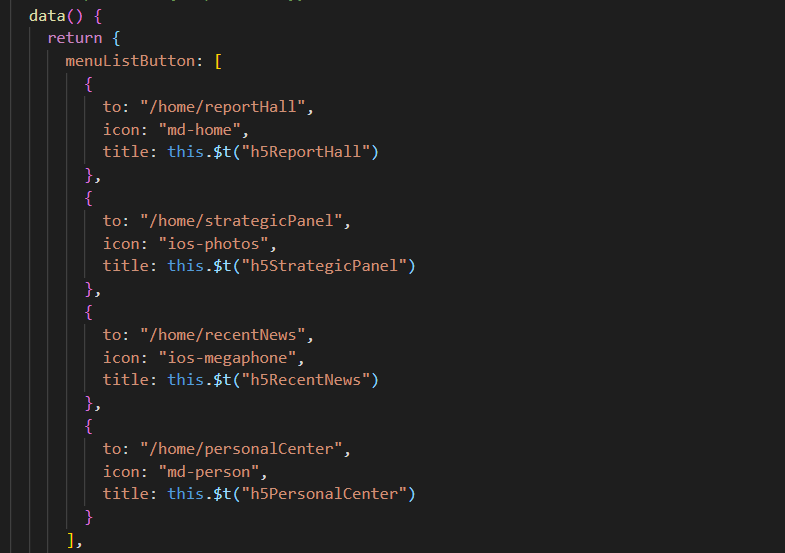 data() {
return {
menuListButton: [
{
to: "/home/reportHall",
icon: "md-home",
title: this.$t("h5ReportHall")
},
{
to: "/home/strategicPanel",
icon: "ios-photos",
title: this.$t("h5StrategicPanel")
},
{
to: "/home/recentNews",
icon: "ios-megaphone",
title: this.$t("h5RecentNews")
},
{
to: "/home/personalCenter",
icon: "md-person",
title: this.$t("h5PersonalCenter")
}
],